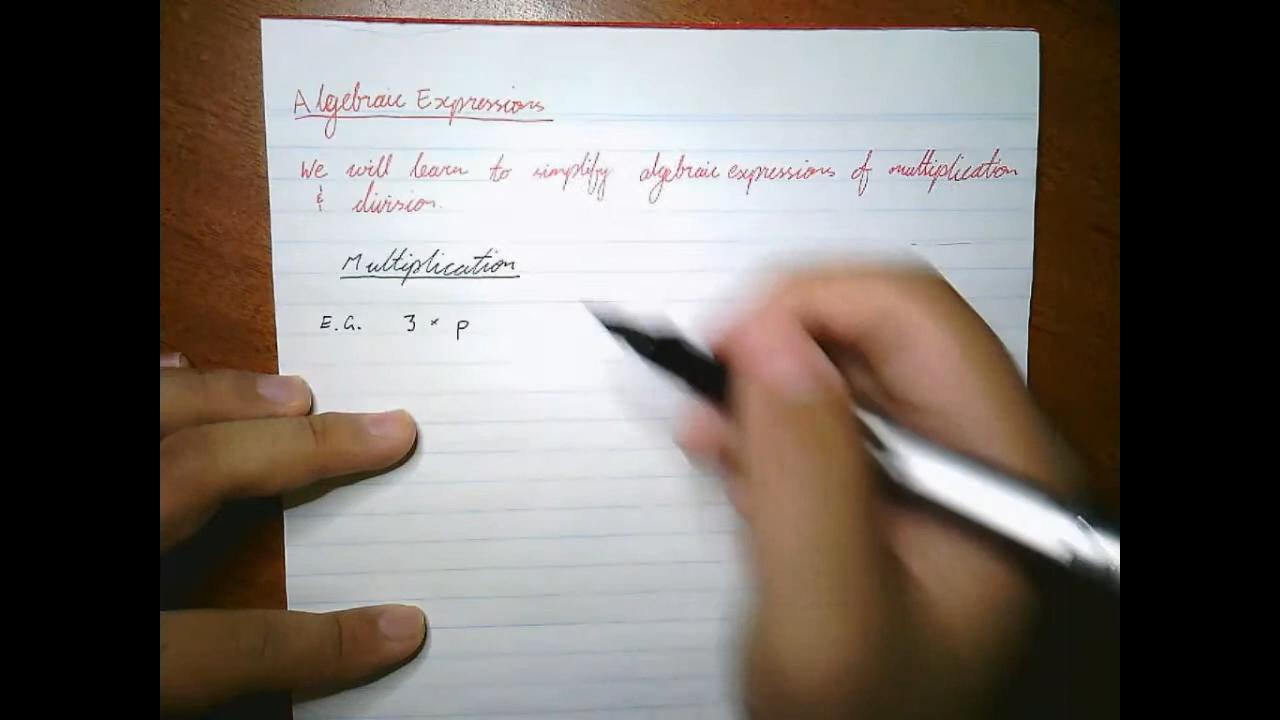 Algebraic Expressions
We will learn to simplify algebraic expressions of multiplication
& division.
Multiplication
E.G. 3 × p